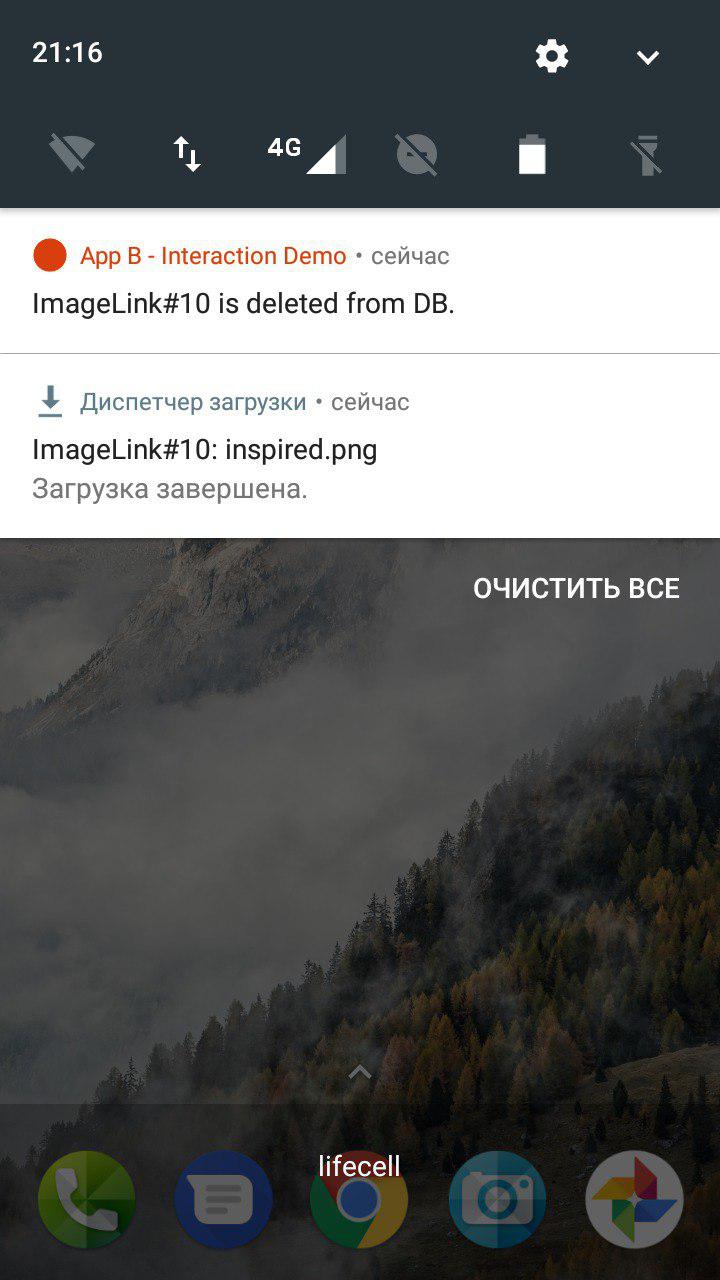 21:16
4G
App B - Interaction Demo • сейчас
ImageLink#10 is deleted from DB.
Диспетчер загрузки • сейчас
ImageLink#10: inspired.png
Загрузка завершена.
ОЧИСТИТЬ ВСЕ
lifecell